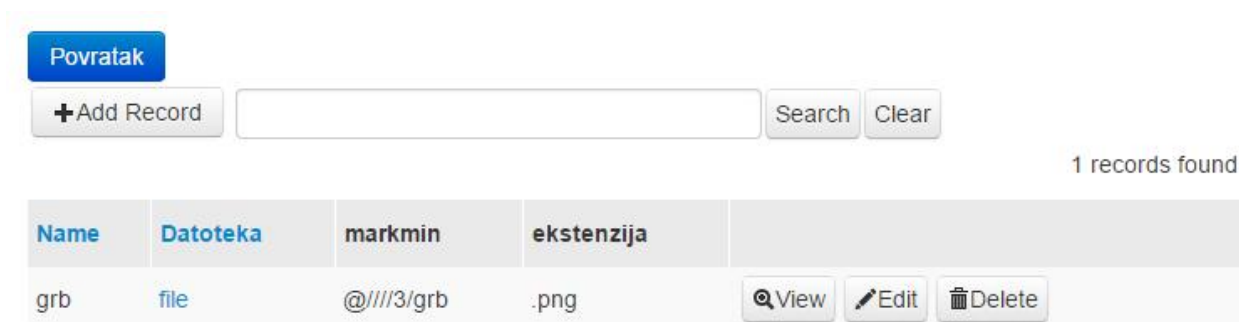 Povratak
Add Record Search Clear
1 records found
Name Datoteka markmin ekstenzija
grb file @////3/grb .png View Edit Delete